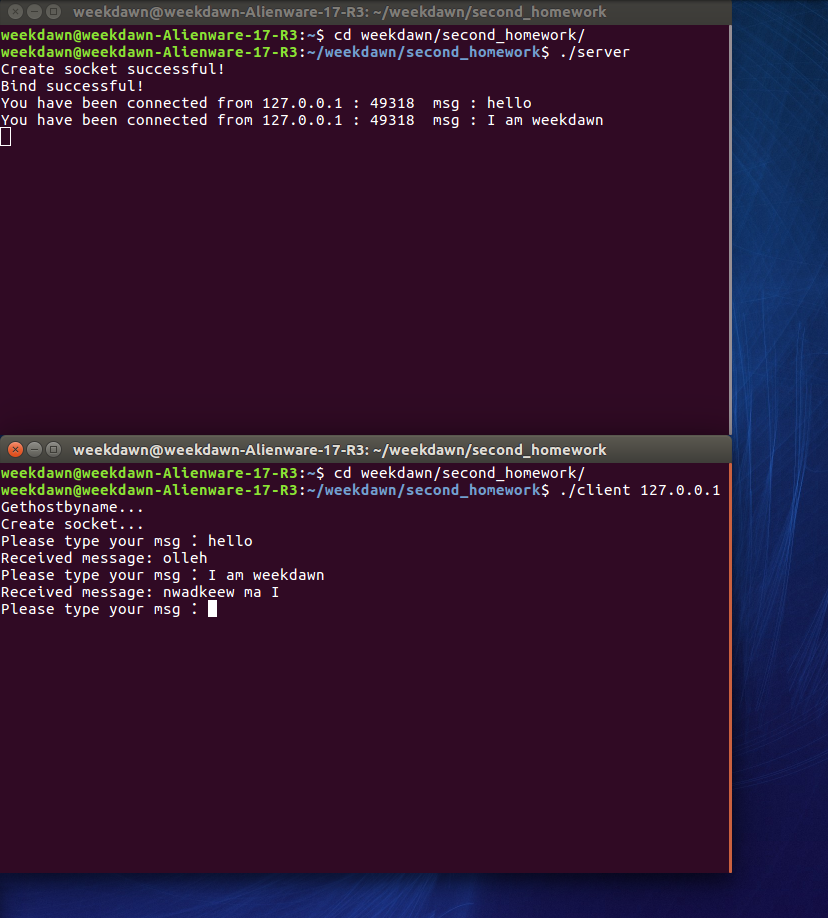 weekdawn@weekdawn-Alienware-17-R3: ~/weekdawn/second_homework
weekdawn@weekdawn-Alienware-17-R3:~$ cd weekdawn/second_homework/
weekdawn@weekdawn-Alienware-17-R3:~/weekdawn/second_homework$ ./server
Create socket successful!
Bind successful!
You have been connected from 127.0.0.1 : 49318  msg : hello
You have been connected from 127.0.0.1 : 49318  msg : I am weekdawn
weekdawn@weekdawn-Alienware-17-R3: ~/weekdawn/second_homework
weekdawn@weekdawn-Alienware-17-R3:~$ cd weekdawn/second_homework/
weekdawn@weekdawn-Alienware-17-R3:~/weekdawn/second_homework$ ./client 127.0.0.1
Gethostbyname...
Create socket...
Please type your msg : hello
Received message: olleh
Please type your msg : I am weekdawn
Received message: nwadkeew ma I
Please type your msg :